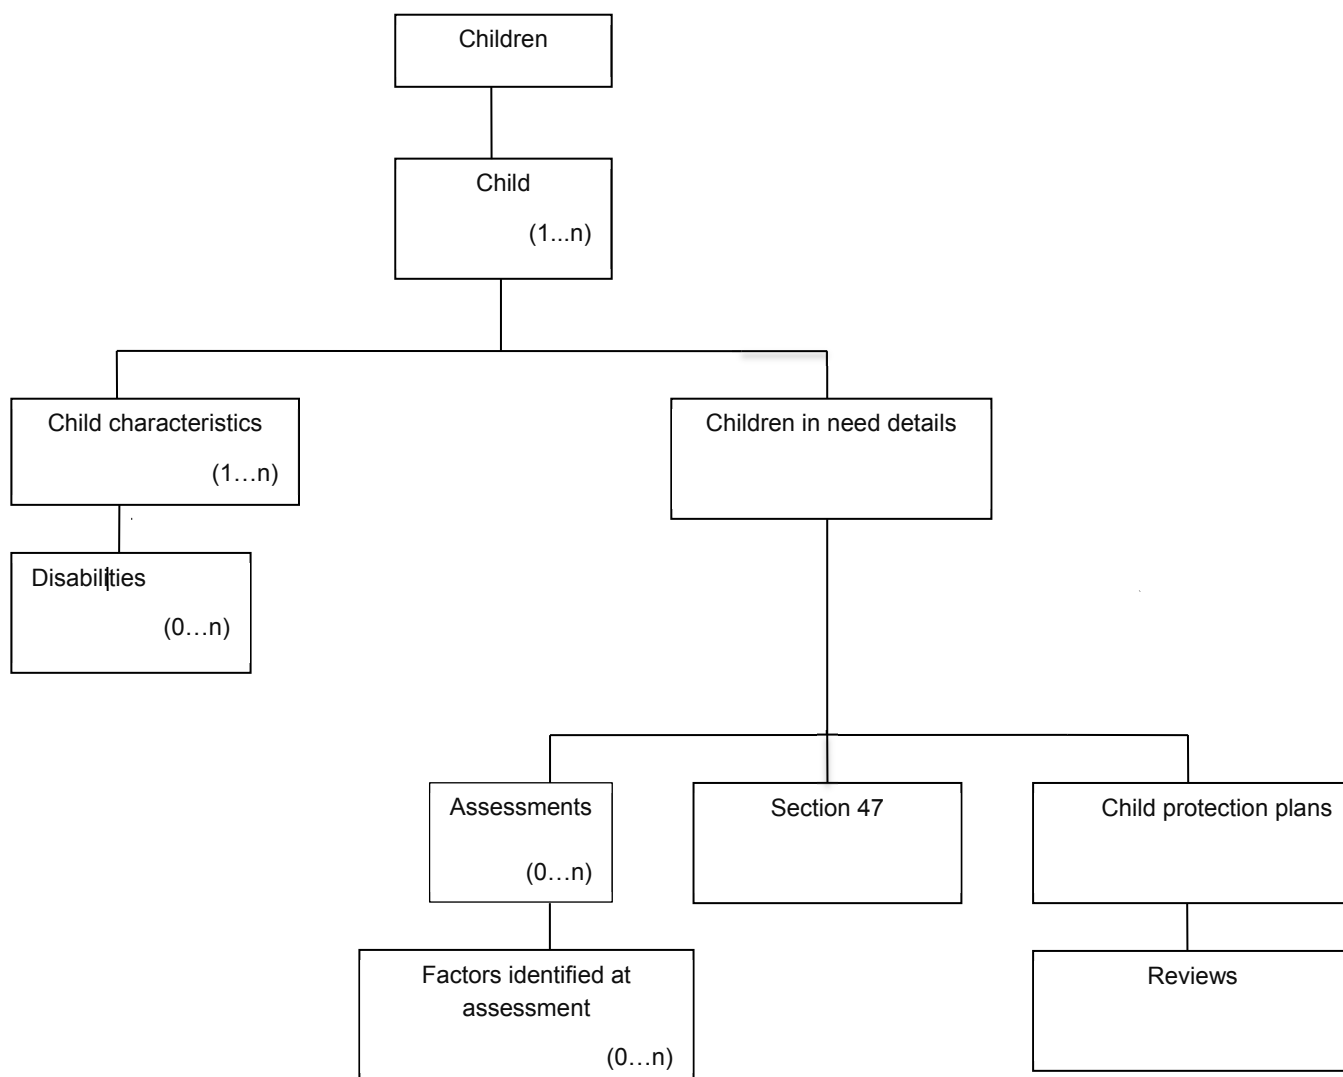 Children
Child
(1...n)
Child characteristics
(1…n)
Children in need details
Disabilities
(0…n)
Assessments
(0…n)
Section 47
Child protection plans
Factors identified at
assessment
(0…n)
Reviews